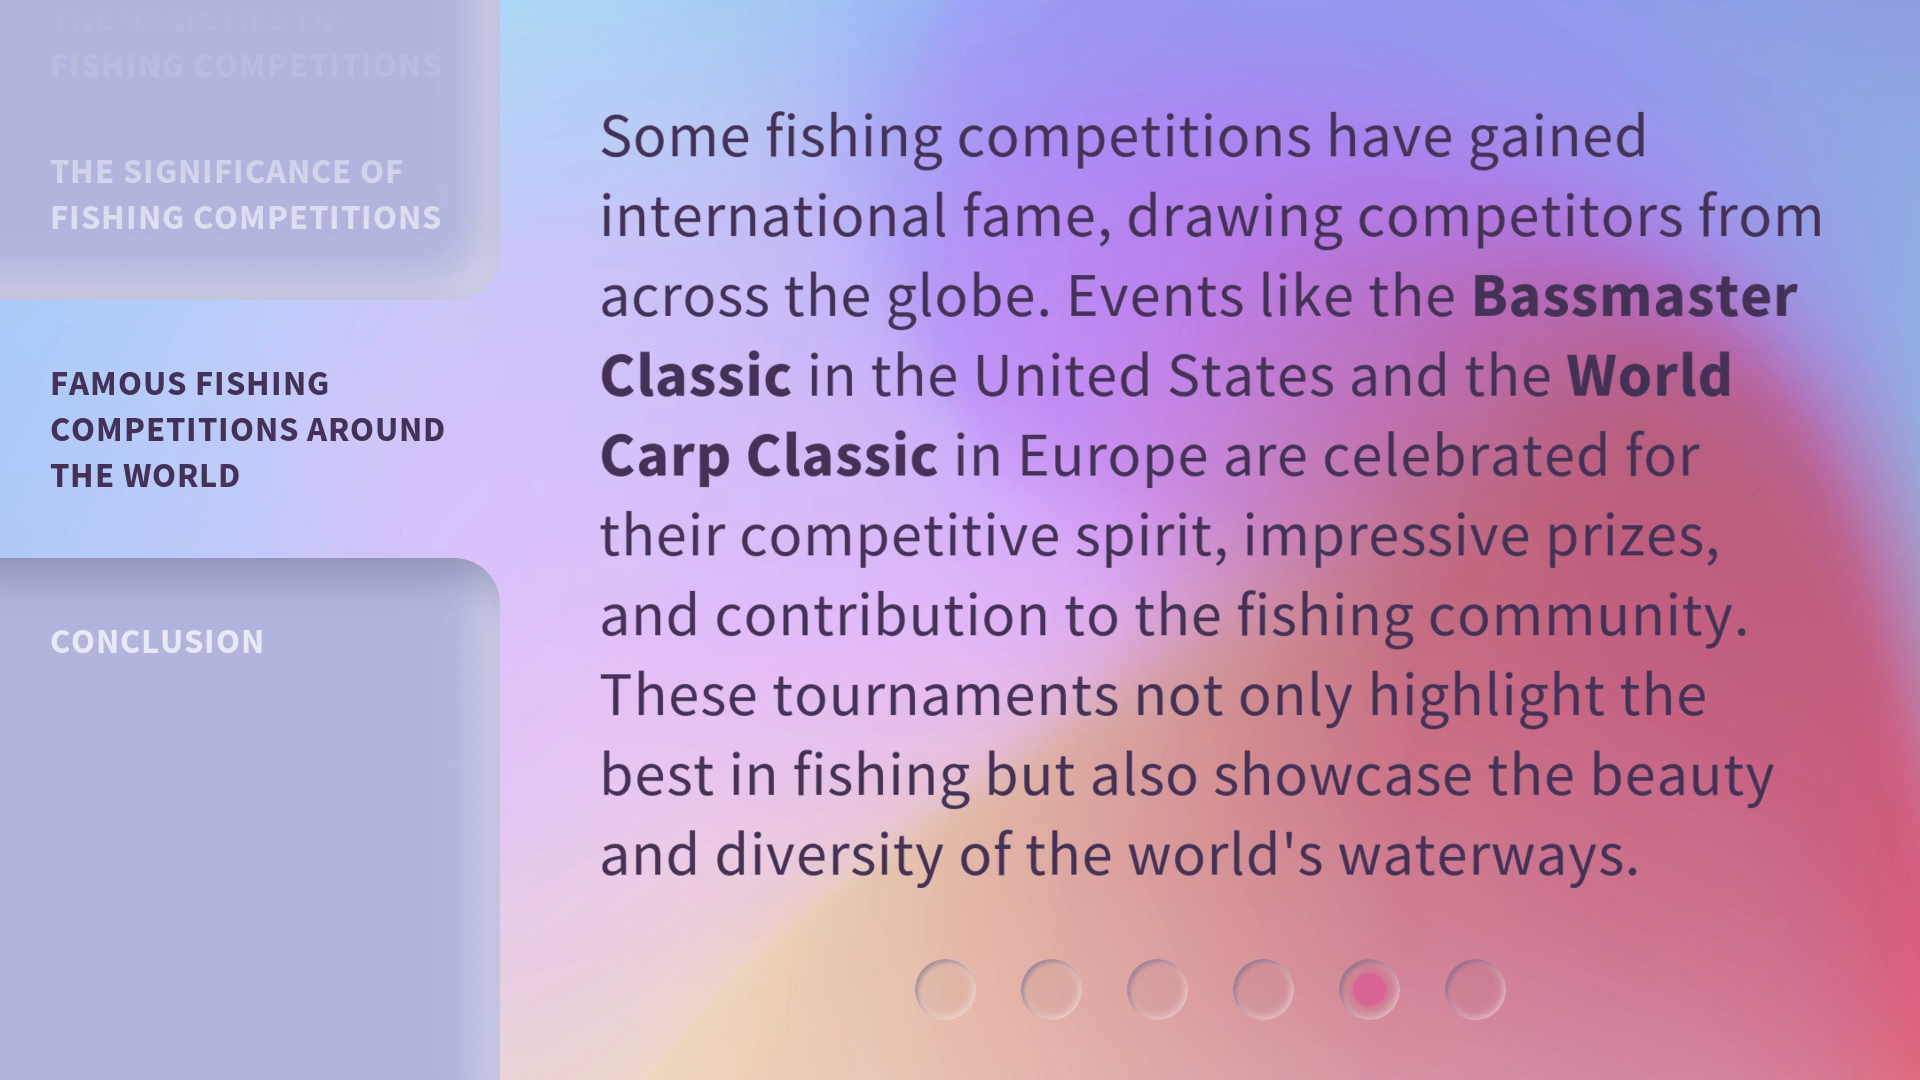 THE VARIETIES OF
FISHING COMPETITIONS
THE SIGNIFICANCE OF
FISHING COMPETITIONS
FAMOUS FISHING
COMPETITIONS AROUND
THE WORLD
CONCLUSION
Some fishing competitions have gained
international fame, drawing competitors from
across the globe. Events like the Bassmaster
Classic in the United States and the World
Carp Classic in Europe are celebrated for
their competitive spirit, impressive prizes,
and contribution to the fishing community.
These tournaments not only highlight the
best in fishing but also showcase the beauty
and diversity of the world's waterways.